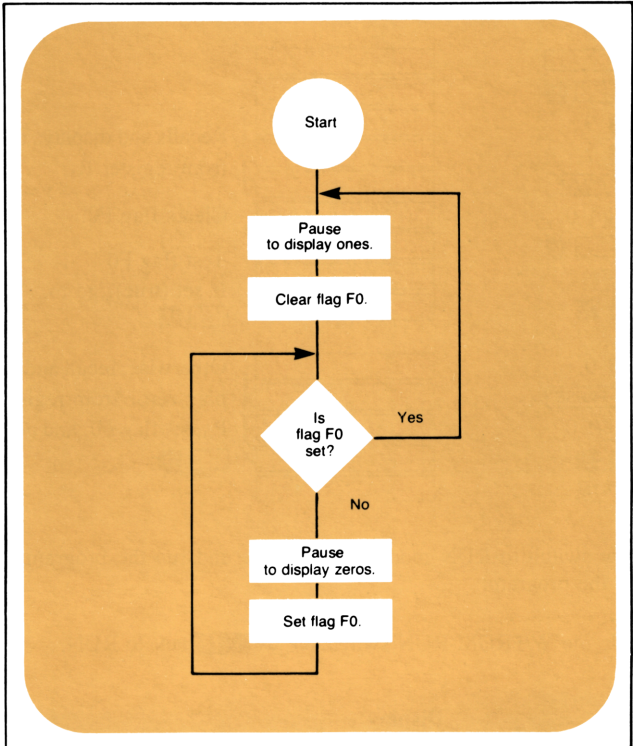 Start
Pause
to display ones.
Clear flag F0.
Is
flag F0
set?
Yes
No
Pause
to display zeros.
Set flag F0.